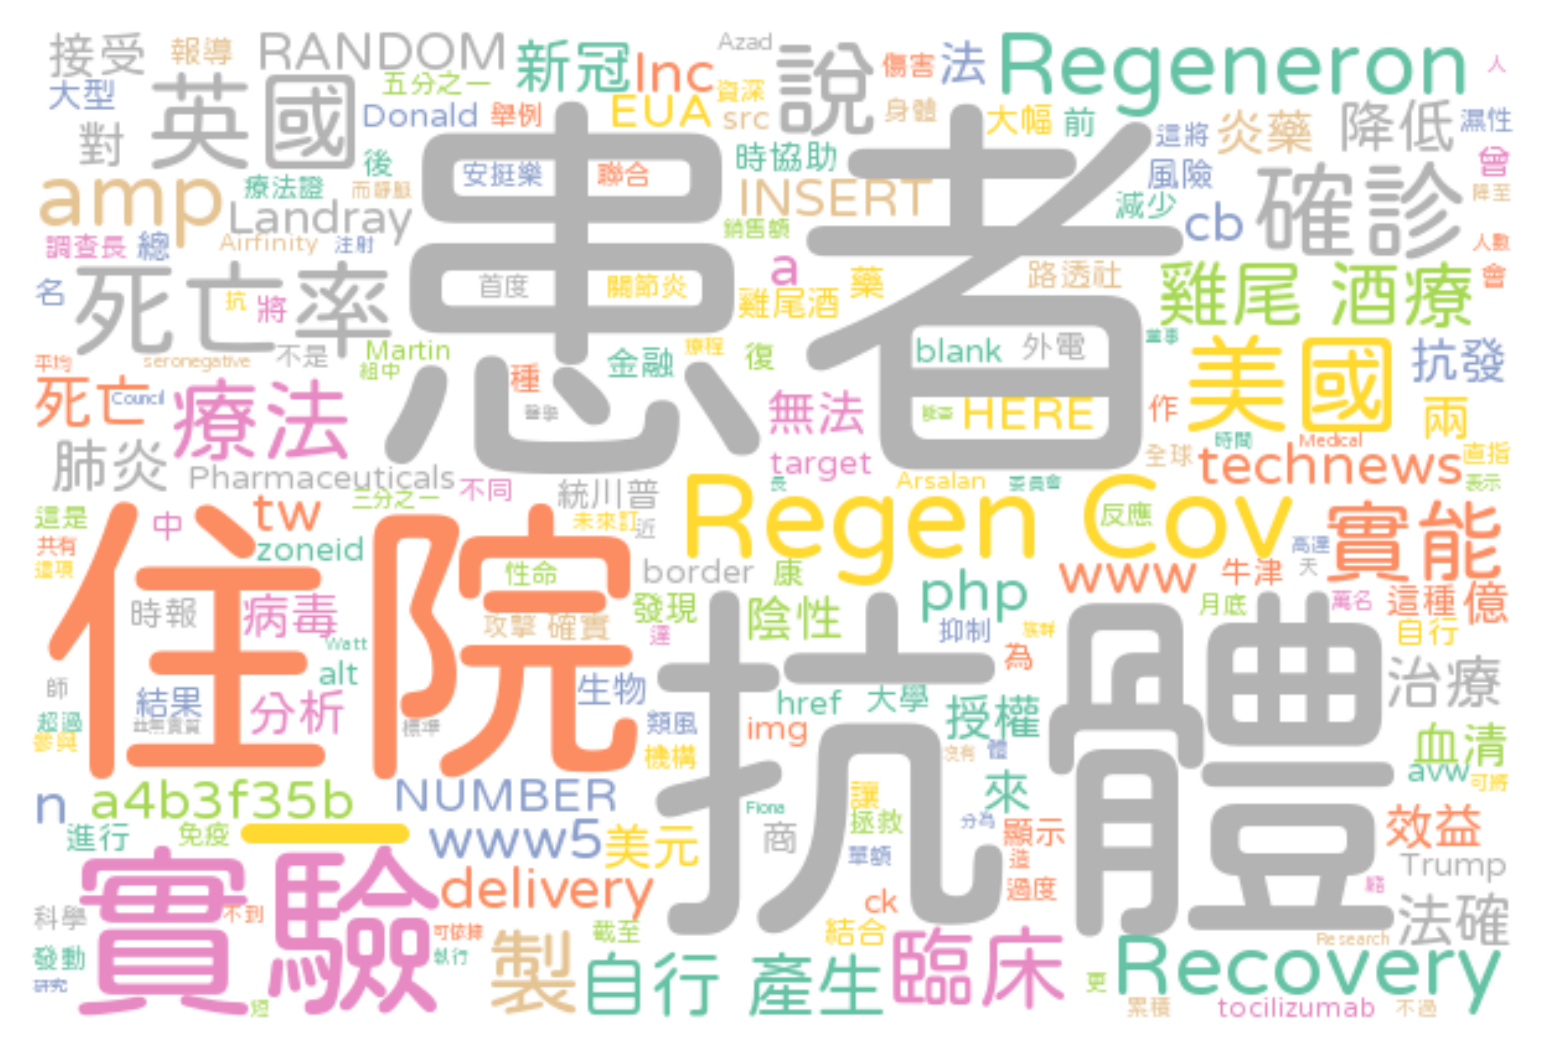 接受
報導
RANDOM
五分之一
新冠
Inc
Azad
說
傷害
法
Regeneron
人
大型
英國
Donald
舉例
EUA
資深
src
身體
大幅
前
這將
炎藥
降低
濕性
對
後
安挺樂
聯合
時協助
風險
確診
曾
amp
療法證
患者
INSERT
減少
cb
降至
Landray
銷售額
調查長
總
Airfinity
注射
人數
死亡率
抗
將
首度
關節炎
a
雞尾酒
藥
路透社
雞尾 酒療
會
名
平均
seronegative
不是
Martin
組中
種
金融
療程
復
blank
外電
董事
美國
抗發
死亡
Council
療法
無法
HERE
作
兩
肺炎
Pharmaceuticals
三分之一
不同
統川普
target
Arsalan
委員會
長
全球
時間
Medical
technews
直指
表示
這是
中
住院
tw
zoneid
未來訂
近
Regen Cov
反應
實能
共有
這項
性命
border
康
php
www
牛津
高達
天
時報
病毒
攻擊
確實
發現
達
陰性
抑制
月底
萬名
這種
億
自行
Watt
師
alt
結果
分析
生物
抗體
為
治療
超過
參與
標準
類風
機構
href
大學
img
授權
沒有
體
血清
avw
可將
n
a4b3f35b
NUMBER
Fiona
讓
來
進行
免疫
一
www5
美元
商
拯救
分為
顯示
效益
實驗
delivery
單額
造
過度
Trump
科學
不到
ck
法確
發動
可依據
執行
製
截至
結合
臨床
Research
研究
短
自行 產生
更
Recovery
累積
tocilizumab
不過